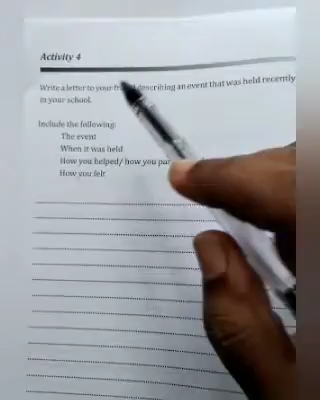 Activity 4
Write a letter to your describing an event that was held recently
in your school.
Include the following:
The event
When it was held
How you helped/ how you
How you felt